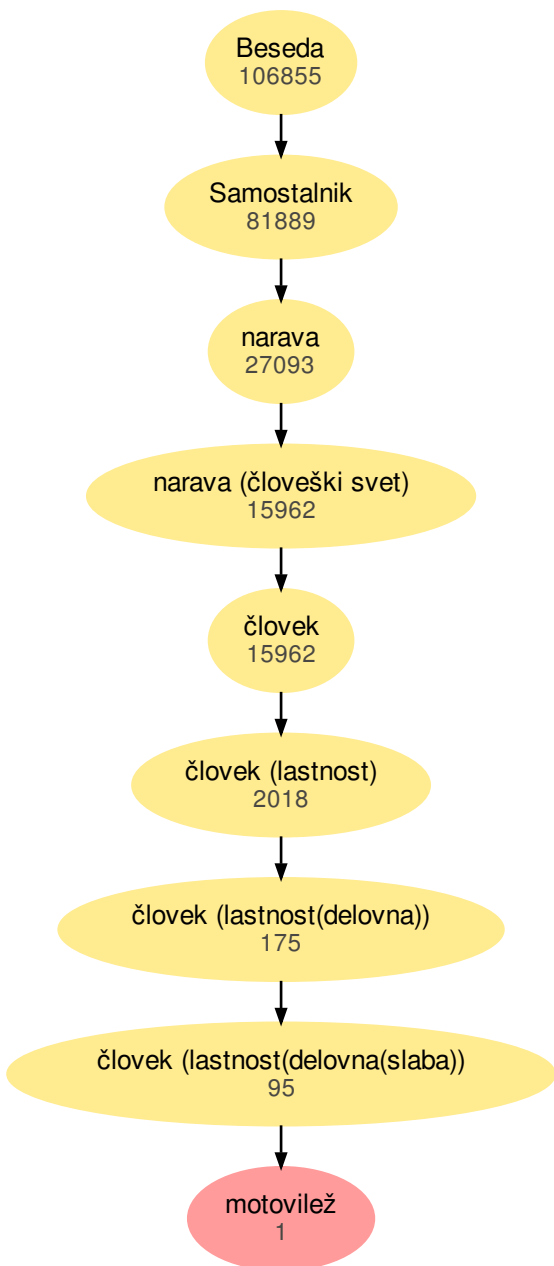 Beseda
106855
Samostalnik
81889
narava
27093
narava (človeški svet)
15962
človek
15962
človek (lastnost)
2018
človek (lastnost(delovna))
175
človek (lastnost(delovna(slaba))
95
motovilež
1